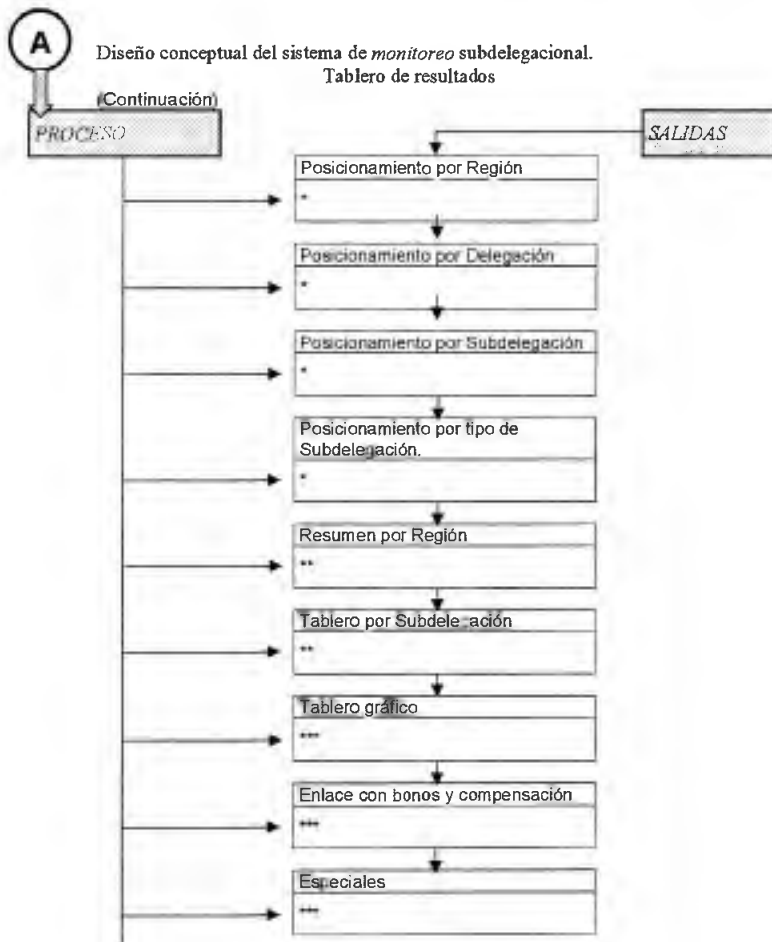 A
Diseño conceptual del sistema de monitoreo subdelegacional.
Tablero de resultados
(Continuación)
PROCESO
SALIDAS
Posicionamiento por Región
*
Posicionamiento por Delegación
*
Posicionamiento por Subdelegación
*
Posicionamiento por tipo de
Subdelegación.
*
Resumen por Región
**
Tablero por Subdelegación
**
Tablero gráfico
***
Enlace con bonos y compensación
***
Especiales
***